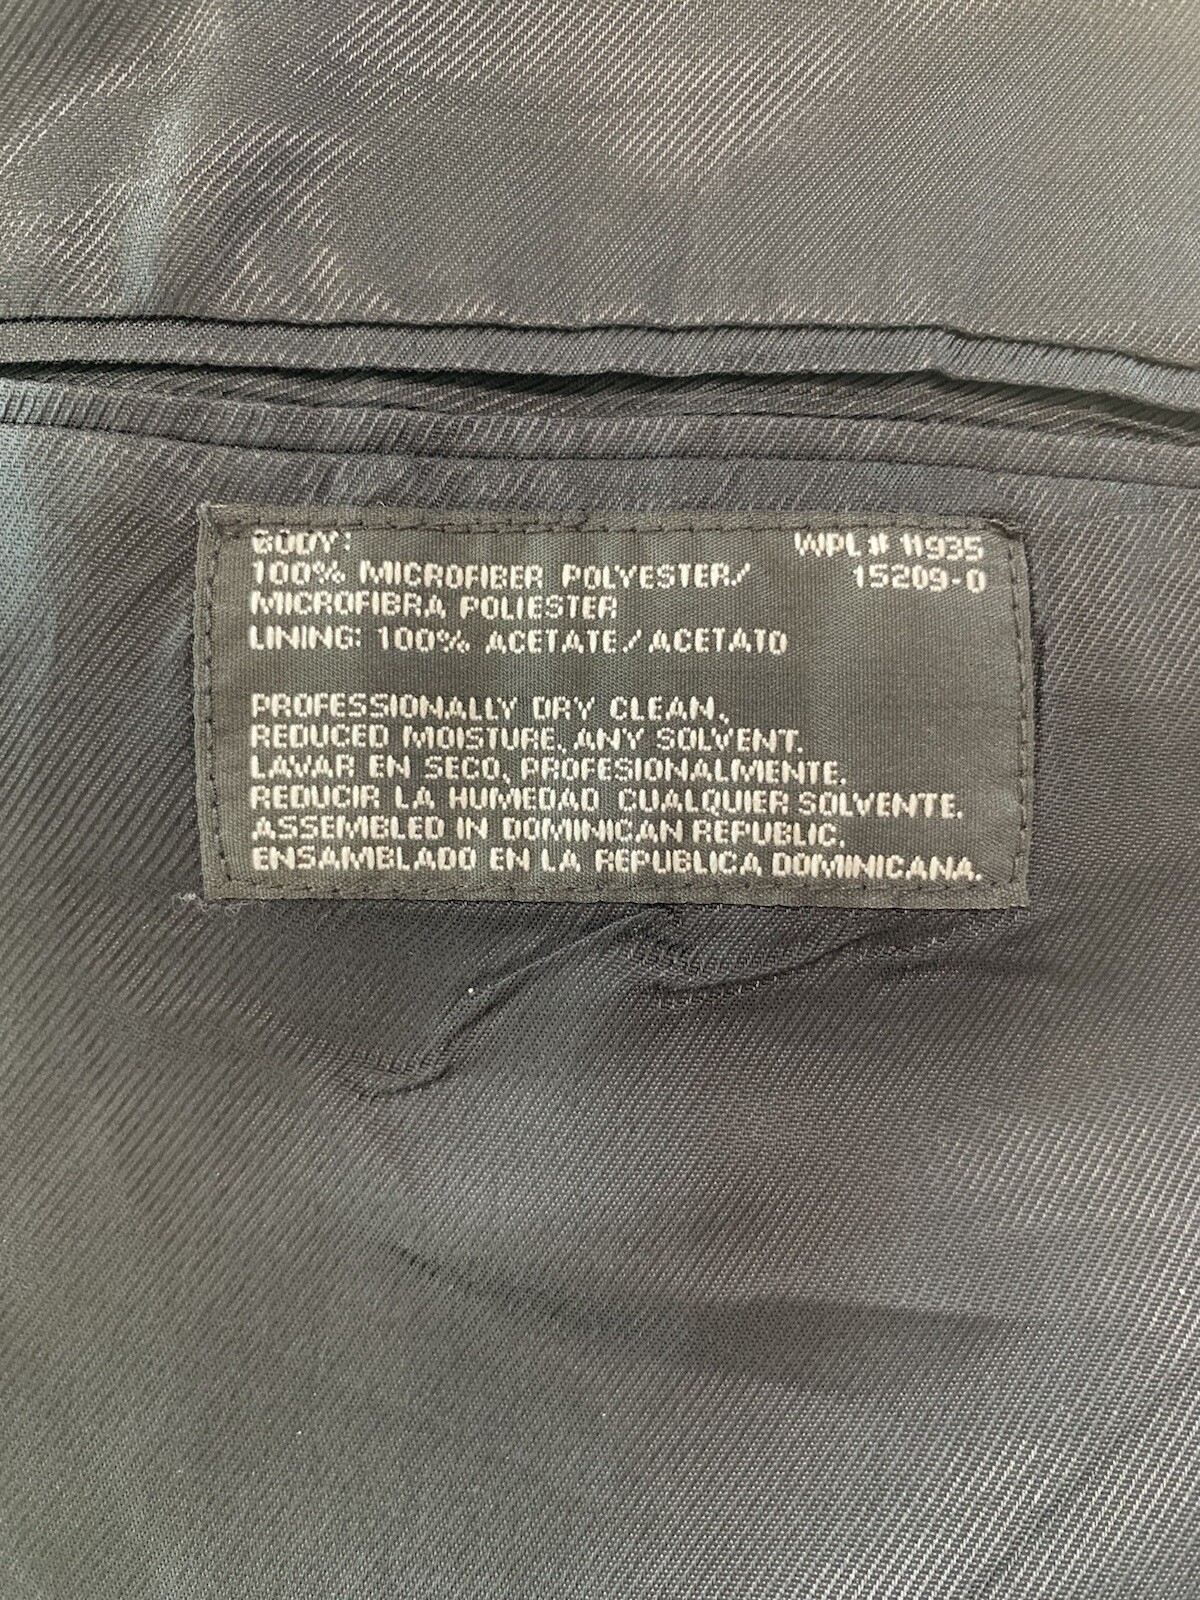 BODY: WPL # 11935
100% MICROFIBER POLYESTER/ 15209-0
MICROFIBRA POLIESTER
LINING: 100% ACETATE/ACETATO
PROFESSIONALLY DRY CLEAN,
REDUCED MOISTURE, ANY SOLVENT.
LAVAR EN SECO, PROFESIONALMENTE,
REDUCIR LA HUMEDAD CUALQUIER SOLVENTE.
ASSEMBLED IN DOMINICAN REPUBLIC.
ENSAMBLADO EN LA REPUBLICA DOMINICANA.